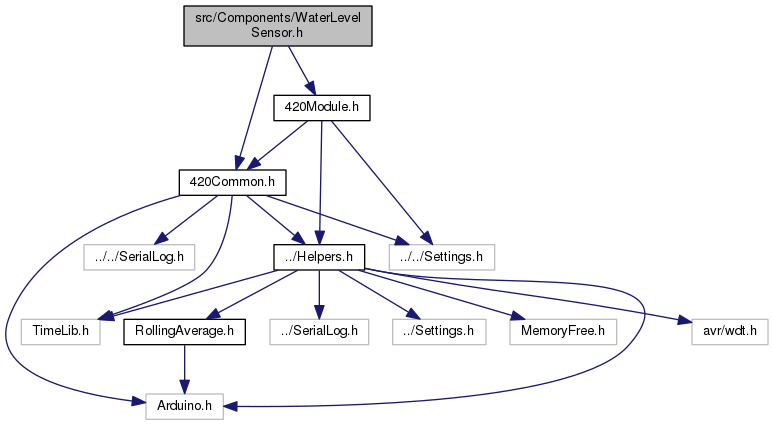 src/Components/WaterLevel
Sensor.h
420Module.h
420Common.h
../../SerialLog.h
../Helpers.h
../../Settings.h
TimeLib.h
RollingAverage.h
../SerialLog.h
../Settings.h
MemoryFree.h
avr/wdt.h
Arduino.h